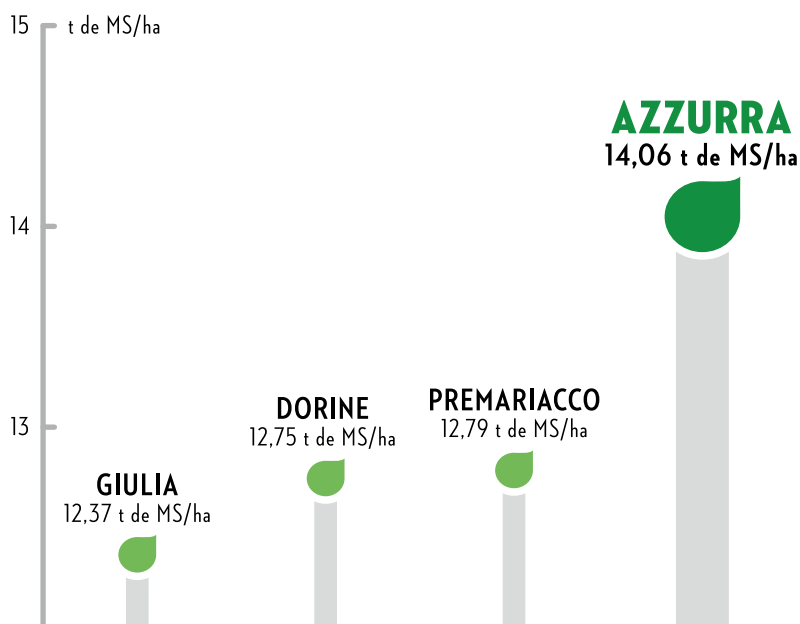 15
t de MS/ha
AZZURRA
14,06 t de MS/ha
14
13
PREMARIACCO
12,79 t de MS/ha
DORINE
12,75 t de MS/ha
GIULIA
12,37 t de MS/ha